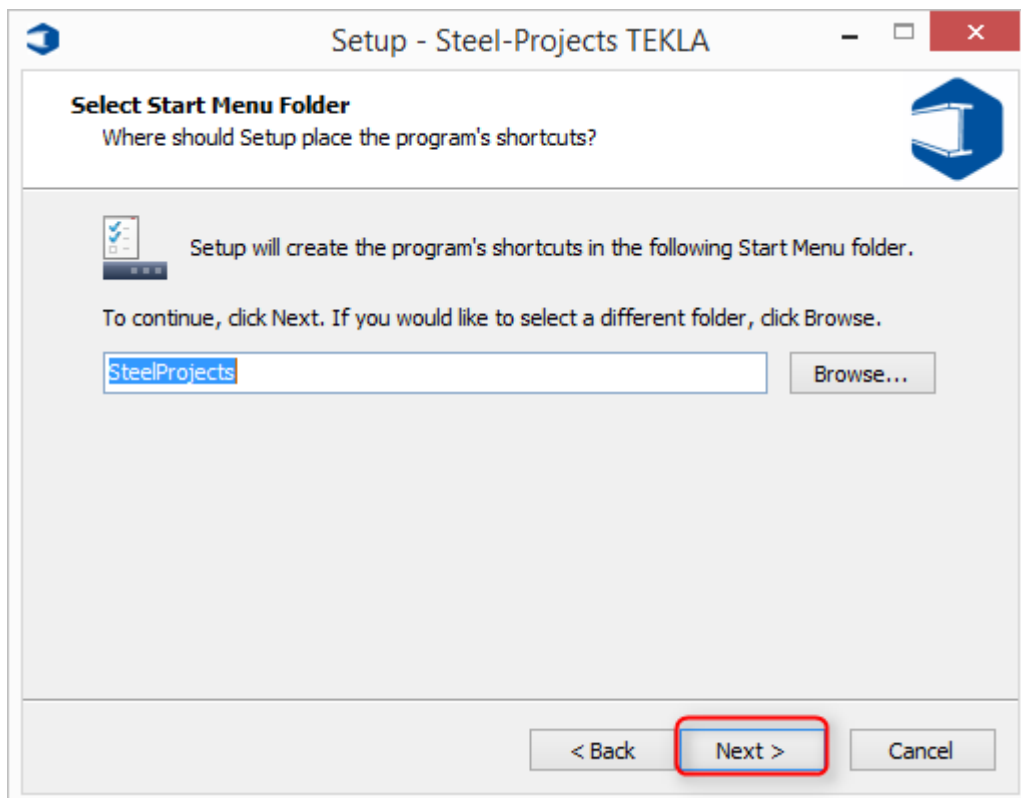 Setup - Steel-Projects TEKLA
Select Start Menu Folder
Where should Setup place the program's shortcuts?
Setup will create the program's shortcuts in the following Start Menu folder.
To continue, click Next. If you would like to select a different folder, click Browse.
SteelProjects
Browse...
< Back
Next >
Cancel